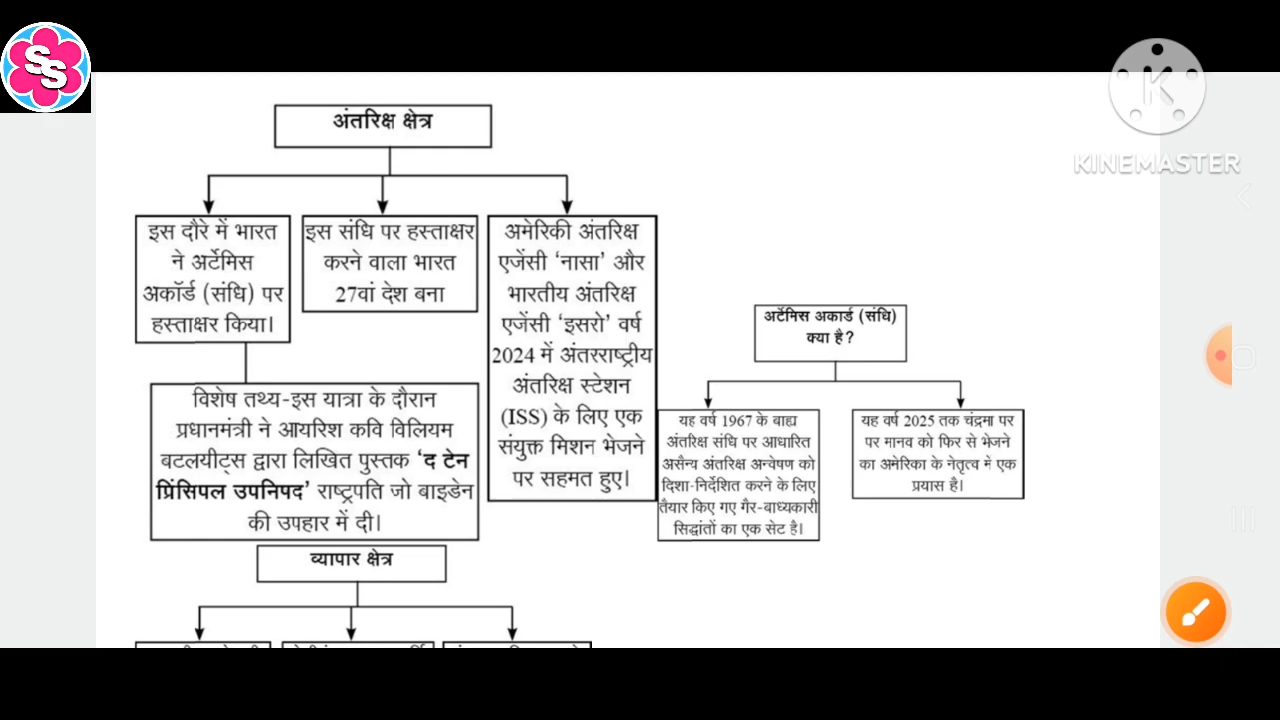 SS
KINEMASTER
अंतरिक्ष क्षेत्र
इस दौरे में भारत
ने अर्टेमिस
अकॉर्ड (संधि) पर
हस्ताक्षर किया।
इस संधि पर हस्ताक्षर
करने वाला भारत
27वां देश बना
अमेरिकी अंतरिक्ष
एजेंसी ‘नासा’ और
भारतीय अंतरिक्ष
एजेंसी ‘इसरो’ वर्ष
2024 में अंतरराष्ट्रीय
अंतरिक्ष स्टेशन
(ISS) के लिए एक
संयुक्त मिशन भेजने
पर सहमत हुए।
विशेष तथ्य-इस यात्रा के दौरान
प्रधानमंत्री ने आयरिश कवि विलियम
बटलयीट्स द्वारा लिखित पुस्तक ‘द टेन
प्रिंसिपल उपनिपद’ राष्ट्रपति जो बाइडेन
की उपहार में दी।
अर्टेमिस अकार्ड (संधि)
क्या है?
यह वर्ष 1967 के बाह्य
अंतरिक्ष संधि पर आधारित
असैन्य अंतरिक्ष अन्वेषण को
दिशा-निर्देशित करने के लिए
तैयार किए गए गैर-बाध्यकारी
सिद्धांतों का एक सेट है।
यह वर्ष 2025 तक चंद्रमा पर
पर मानव को फिर से भेजने
का अमेरिका के नेतृत्व में एक
प्रयास है।
व्यापार क्षेत्र